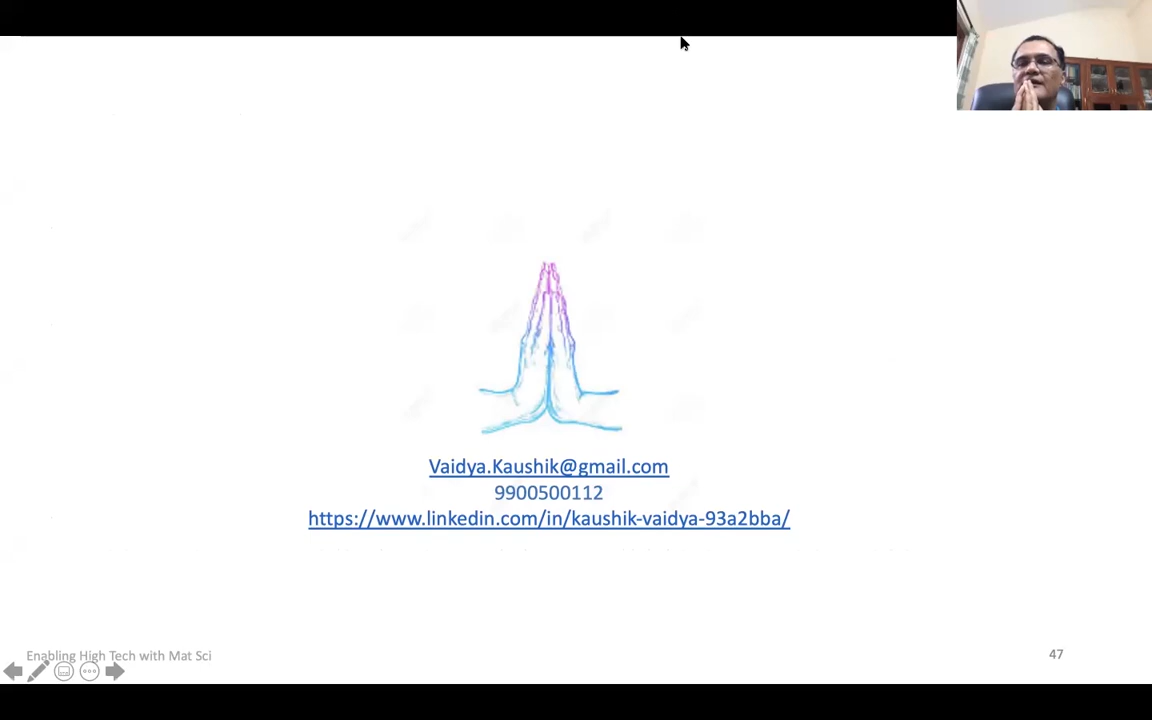 Vaidya.Kaushik@gmail.com
9900500112
https://www.linkedin.com/in/kaushik-vaidya-93a2bba/
Enabling High Tech with Mat Sci
47